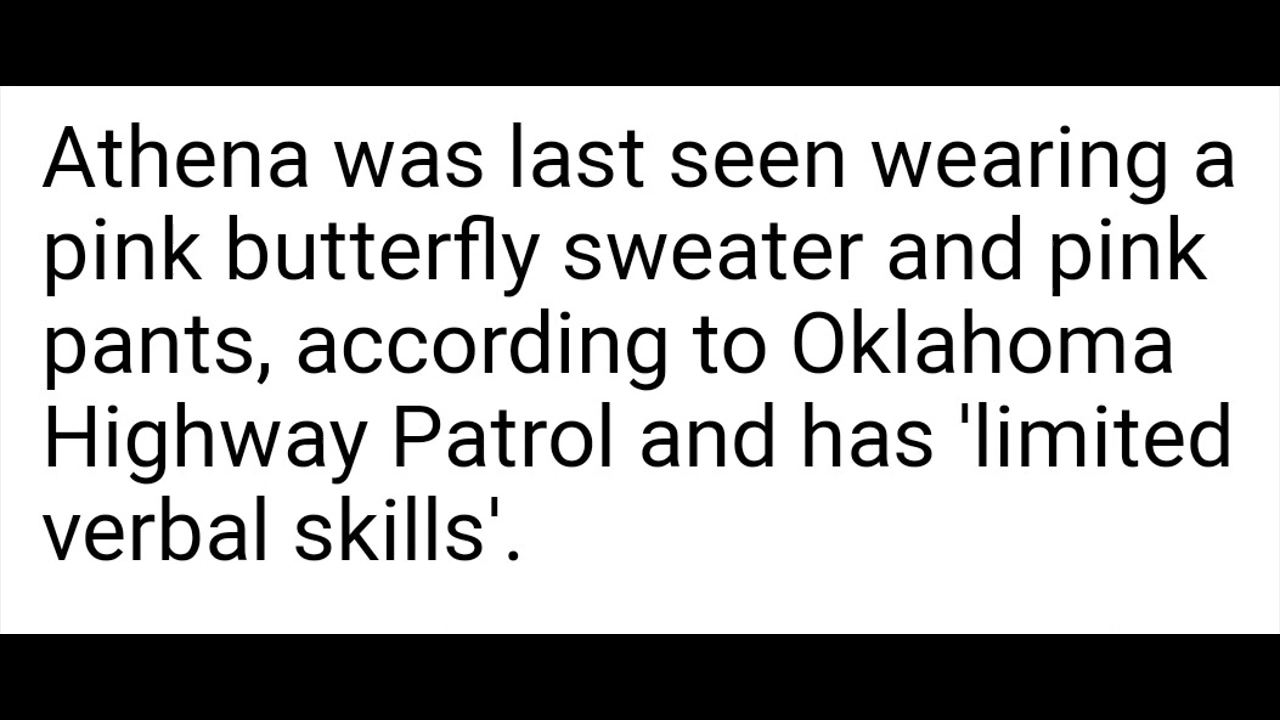 Athena was last seen wearing a
pink butterfly sweater and pink
pants, according to Oklahoma
Highway Patrol and has 'limited
verbal skills'.